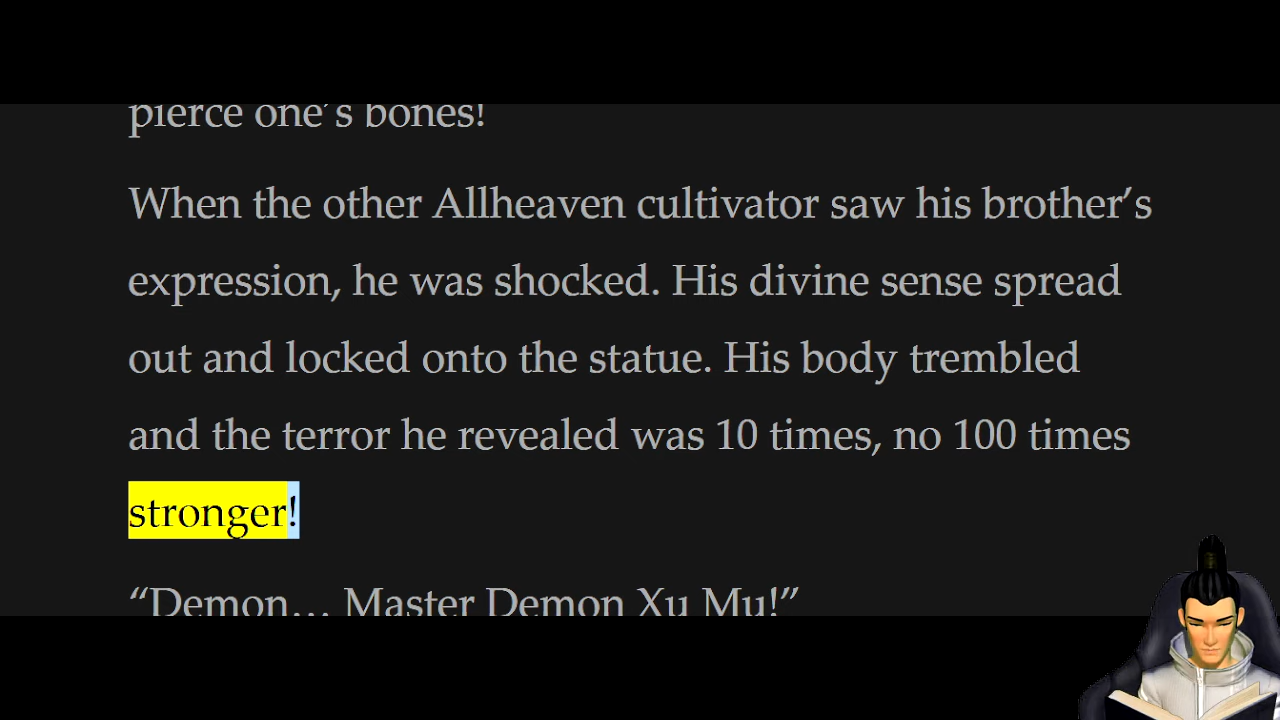 pierce one’s bones!
When the other Allheaven cultivator saw his brother’s
expression, he was shocked. His divine sense spread
out and locked onto the statue. His body trembled
and the terror he revealed was 10 times, no 100 times
stronger!
“Demon… Master Demon Xu Mu!”